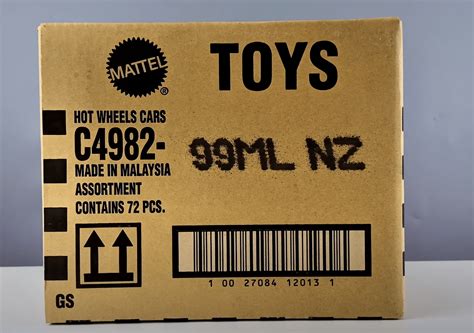 MATTEL
®
TOYS
HOT WHEELS CARS
C4982-
99ML NZ
MADE IN MALAYSIA
ASSORTMENT
CONTAINS 72 PCS.
1 00 27084 12013 1
GS